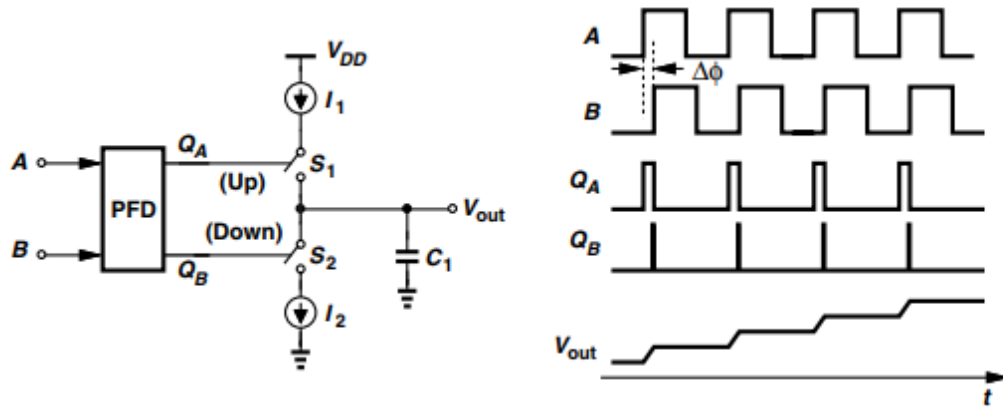 V_DD
I_1
A
Q_A
(Up)
S_1
PFD
V_out
(Down)
B
Q_B
S_2
C_1
I_2
A
Δϕ
B
Q_A
Q_B
V_out
t